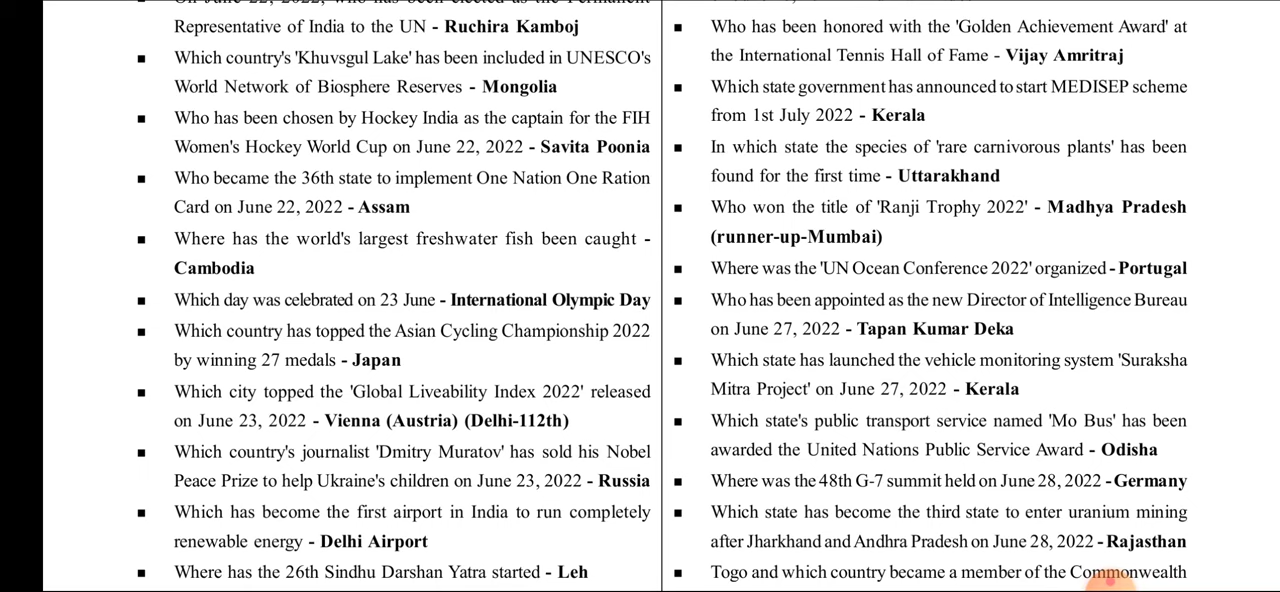 Representative of India to the UN - Ruchira Kamboj
■ Which country's 'Khuvsgul Lake' has been included in UNESCO's
World Network of Biosphere Reserves - Mongolia
■ Who has been chosen by Hockey India as the captain for the FIH
Women's Hockey World Cup on June 22, 2022 - Savita Poonia
■ Who became the 36th state to implement One Nation One Ration
Card on June 22, 2022 - Assam
■ Where has the world's largest freshwater fish been caught -
Cambodia
■ Which day was celebrated on 23 June - International Olympic Day
■ Which country has topped the Asian Cycling Championship 2022
by winning 27 medals - Japan
■ Which city topped the 'Global Liveability Index 2022' released
on June 23, 2022 - Vienna (Austria) (Delhi-112th)
■ Which country's journalist 'Dmitry Muratov' has sold his Nobel
Peace Prize to help Ukraine's children on June 23, 2022 - Russia
■ Which has become the first airport in India to run completely
renewable energy - Delhi Airport
■ Where has the 26th Sindhu Darshan Yatra started - Leh
■ Who has been honored with the 'Golden Achievement Award' at
the International Tennis Hall of Fame - Vijay Amritraj
■ Which state government has announced to start MEDISEP scheme
from 1st July 2022 - Kerala
■ In which state the species of 'rare carnivorous plants' has been
found for the first time - Uttarakhand
■ Who won the title of 'Ranji Trophy 2022' - Madhya Pradesh
(runner-up-Mumbai)
■ Where was the 'UN Ocean Conference 2022' organized - Portugal
■ Who has been appointed as the new Director of Intelligence Bureau
on June 27, 2022 - Tapan Kumar Deka
■ Which state has launched the vehicle monitoring system 'Suraksha
Mitra Project' on June 27, 2022 - Kerala
■ Which state's public transport service named 'Mo Bus' has been
awarded the United Nations Public Service Award - Odisha
■ Where was the 48th G-7 summit held on June 28, 2022 - Germany
■ Which state has become the third state to enter uranium mining
after Jharkhand and Andhra Pradesh on June 28, 2022 - Rajasthan
■ Togo and which country became a member of the Commonwealth